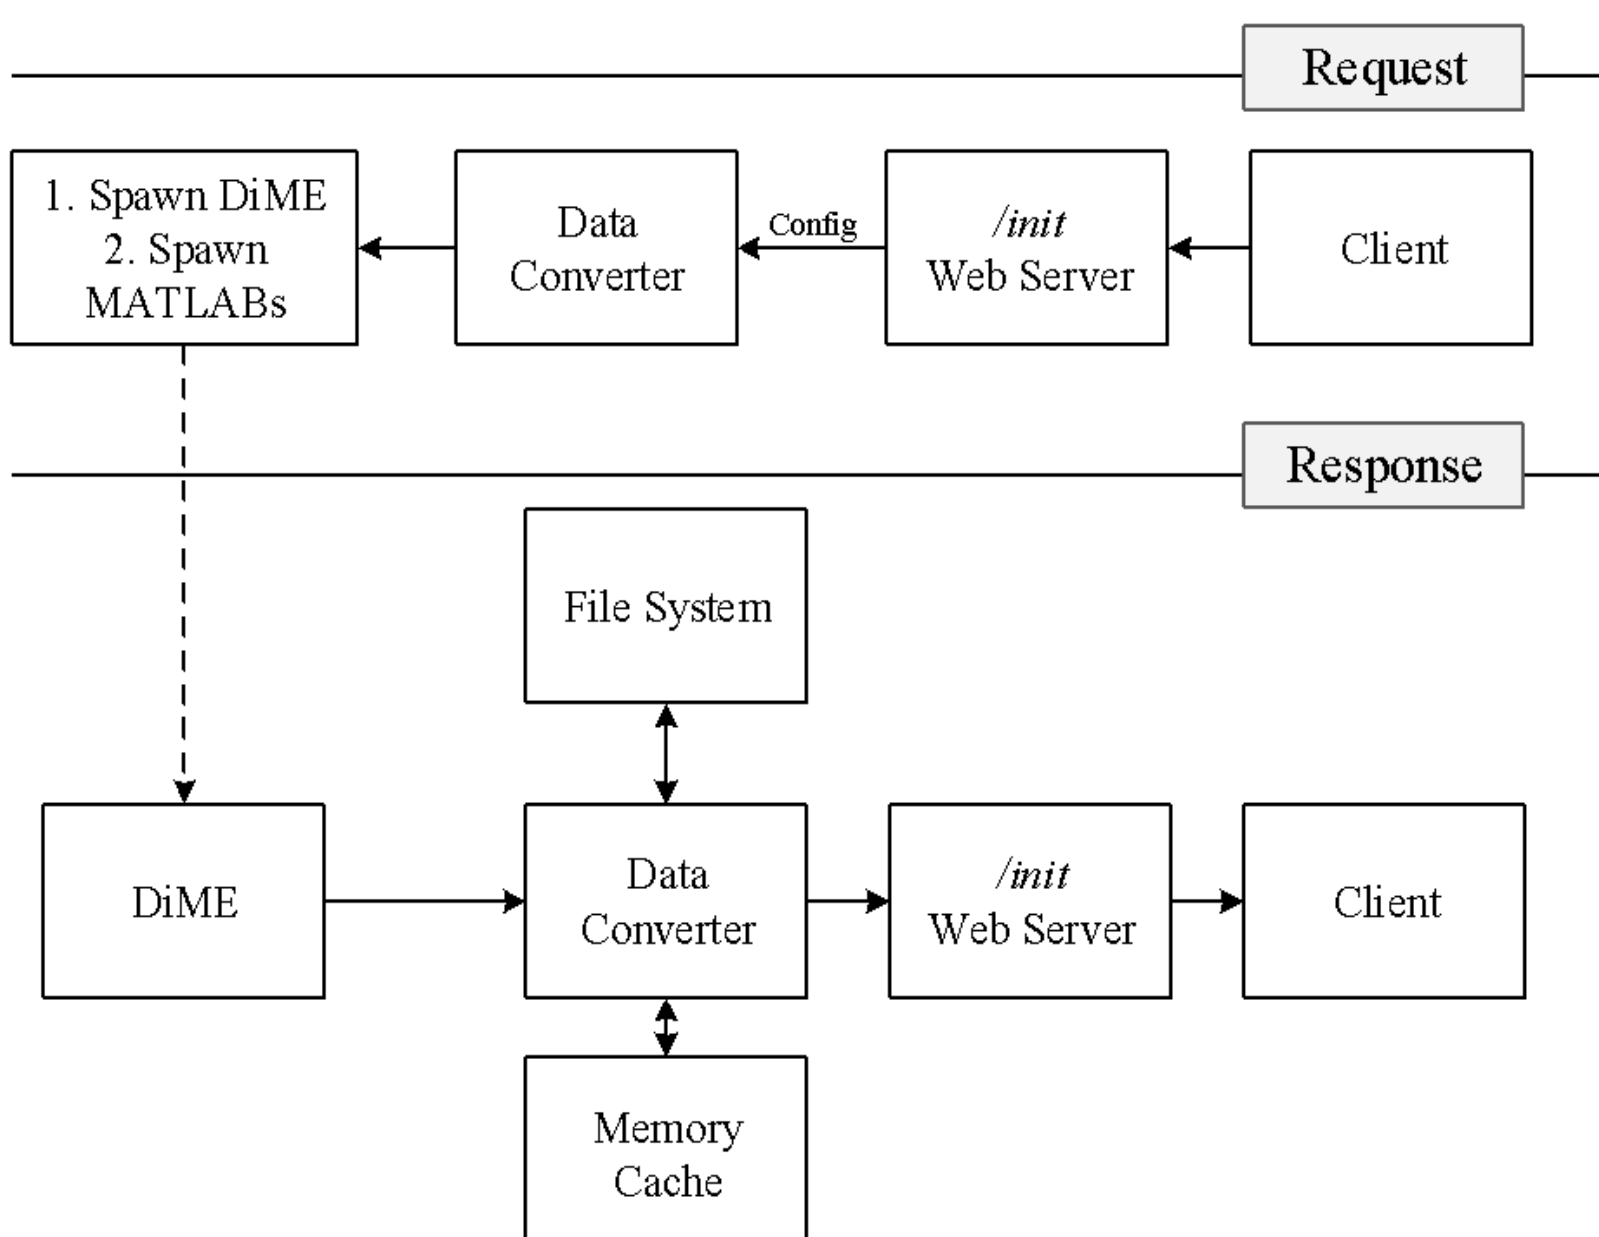 Request
1. Spawn DiME
2. Spawn
MATLABs
Data
Converter
Config
/init
Web Server
Client
Response
File System
DiME
Data
Converter
/init
Web Server
Client
Memory
Cache